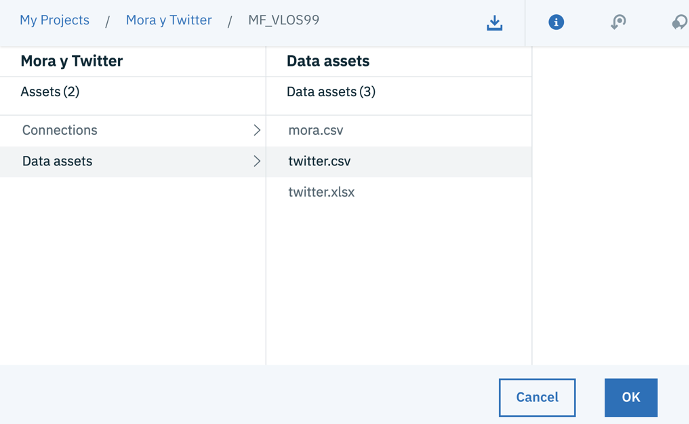 My Projects / Mora y Twitter / MF_VLOS99
Mora y Twitter
Assets (2)
Connections
Data assets
Data assets
Data assets (3)
mora.csv
twitter.csv
twitter.xlsx
Cancel
OK